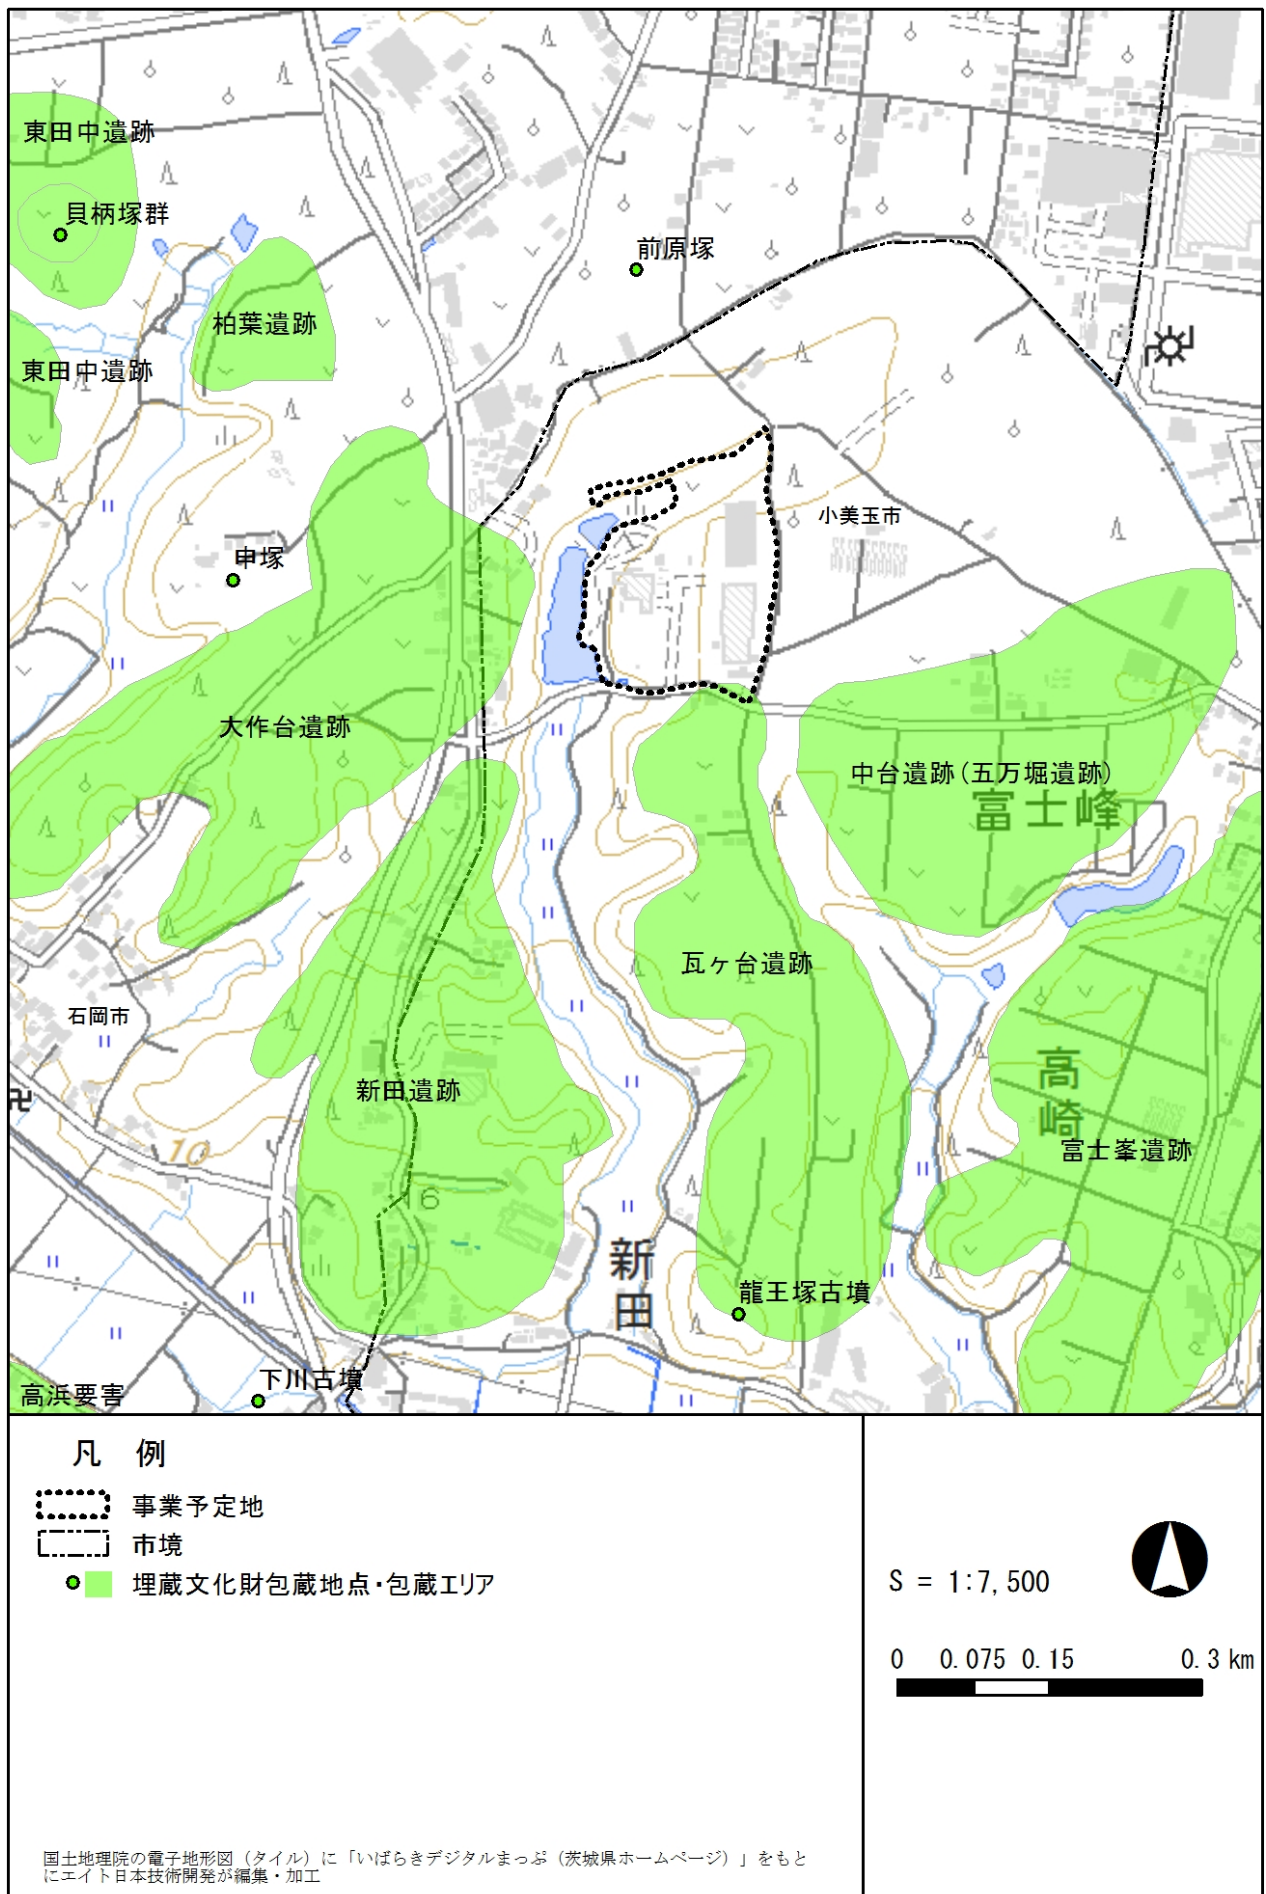 東田中遺跡
貝柄塚群
前原塚
柏葉遺跡
東田中遺跡
小美玉市
申塚
大作台遺跡
中台遺跡(五万堀遺跡)
富士峰
瓦ヶ台遺跡
石岡市
高崎
新田遺跡
10
富士峯遺跡
16
新田
龍王塚古墳
下川古墳
高浜要害
凡 例
事業予定地
市境
埋蔵文化財包蔵地点・包蔵エリア
S = 1:7,500
0 0.075 0.15 0.3 km
国土地理院の電子地形図(タイル)に「いばらきデジタルまっぷ(茨城県ホームページ)」をもと
にエイト日本技術開発が編集・加工